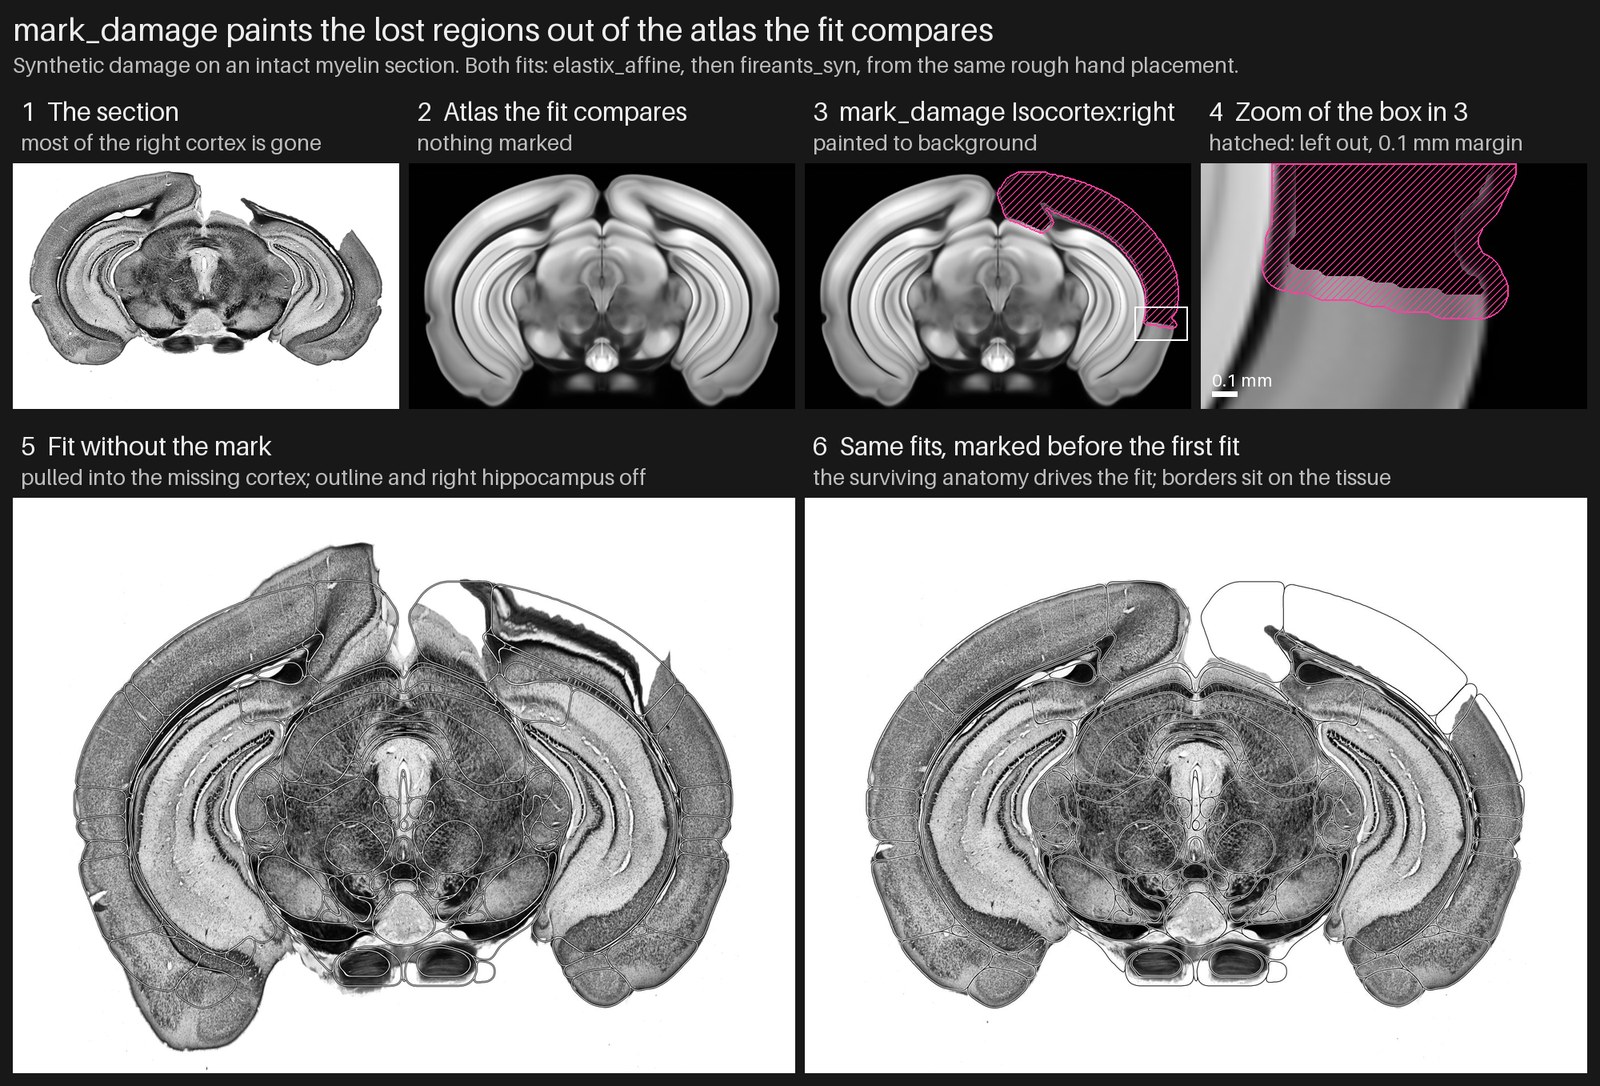 mark_damage paints the lost regions out of the atlas the fit compares
Synthetic damage on an intact myelin section. Both fits: elastix_affine, then fireants_syn, from the same rough hand placement.
1 The section
most of the right cortex is gone
2 Atlas the fit compares
nothing marked
3 mark_damage Isocortex:right
painted to background
4 Zoom of the box in 3
hatched: left out, 0.1 mm margin
0.1 mm
5 Fit without the mark
pulled into the missing cortex; outline and right hippocampus off
6 Same fits, marked before the first fit
the surviving anatomy drives the fit; borders sit on the tissue